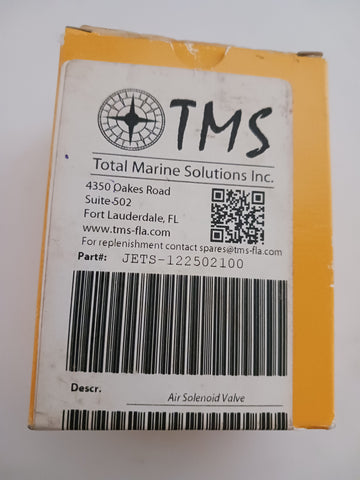 TMS
Total Marine Solutions Inc.
4350 Oakes Road
Suite-502
Fort Lauderdale, FL
www.tms-fla.com
For replenishment contact spares@tms-fla.com
Part#: JETS-122502100
Descr. Air Solenoid Valve